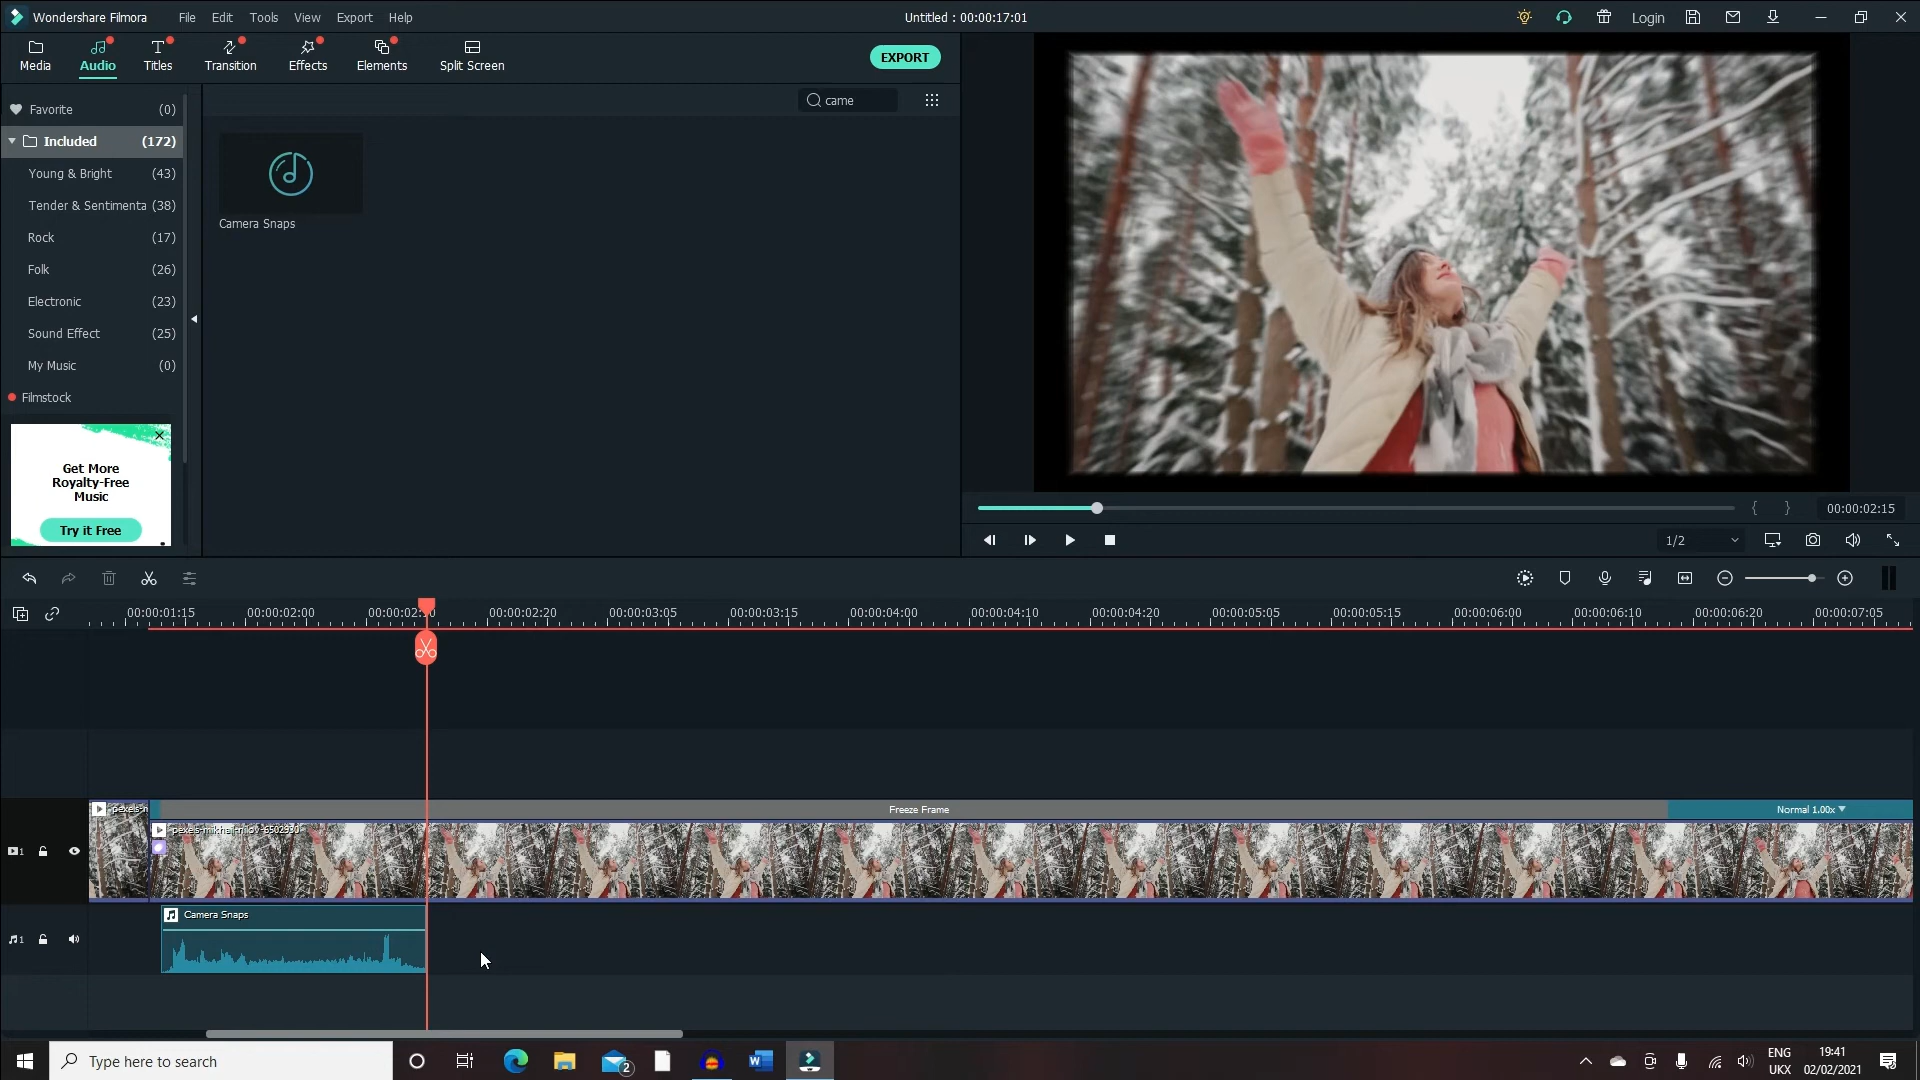 Wondershare Filmora File Edit Tools View Export Help Untitled : 00:00:17:01 Login
Media Audio Titles Transition Effects Elements Split Screen EXPORT
Favorite (0)
came
Included (172)
Young & Bright (43)
Tender & Sentimenta (38)
Rock (17)
Folk (26)
Electronic (23)
Sound Effect (25)
My Music (0)
Filmstock
Camera Snaps
Get More
Royalty-Free
Music
Try it Free
00:00:02:15
1/2
00:00:01:15 00:00:02:00 00:00:02:20 00:00:03:05 00:00:03:15 00:00:04:00 00:00:04:10 00:00:04:20 00:00:05:05 00:00:05:15 00:00:06:00 00:00:06:10 00:00:06:20 00:00:07:05
Freeze Frame
Normal 1.00x
1
Camera Snaps
1
Type here to search
W
2
ENG
UKX
19:41
02/02/2021